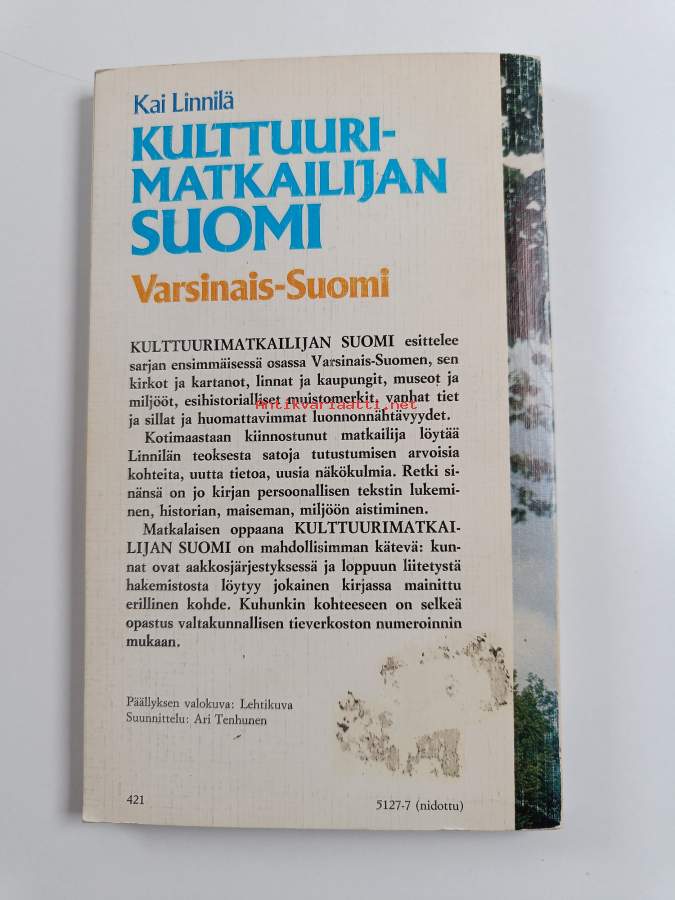 Kai Linnilä
KULTTUURI-
MATKAILIJAN
SUOMI
Varsinais-Suomi
KULTTUURIMATKAILIJAN SUOMI esittelee
sarjan ensimmäisessä osassa Varsinais-Suomen, sen
kirkot ja kartanot, linnat ja kaupungit, museot ja
miljööt, esihistorialliset muistomerkit, vanhat tiet
Antikvariaatti.net
ja sillat ja huomattavimmat luonnonnähtävyydet.
Kotimaastaan kiinnostunut matkailija löytää
Linnilän teoksesta satoja tutustumisen arvoisia
kohteita, uutta tietoa, uusia näkökulmia. Retki si-
nänsä on jo kirjan persoonallisen tekstin lukemi-
nen, historian, maiseman, miljöön aistiminen.
Matkalaisen oppaana KULTTUURIMATKAI-
LIJAN SUOMI on mahdollisimman kätevä: kun-
nat ovat aakkosjärjestyksessä ja loppuun liitetystä
hakemistosta löytyy jokainen kirjassa mainittu
erillinen kohde. Kuhunkin kohteeseen on selkeä
opastus valtakunnallisen tieverkoston numeroinnin
mukaan.
Päällyksen valokuva: Lehtikuva
Suunnittelu: Ari Tenhunen
421
5127-7 (nidottu)